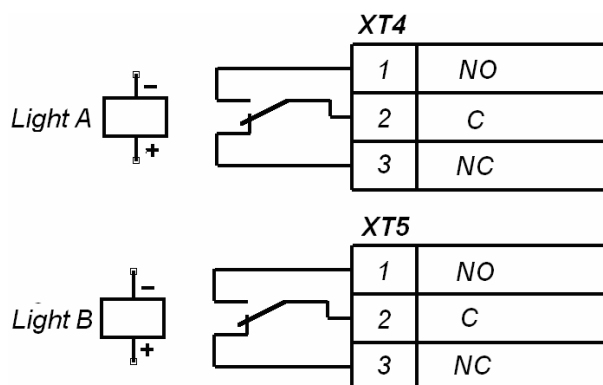 XT4
1 NO
Light A - + 2 C
3 NC
XT5
1 NO
Light B - + 2 C
3 NC